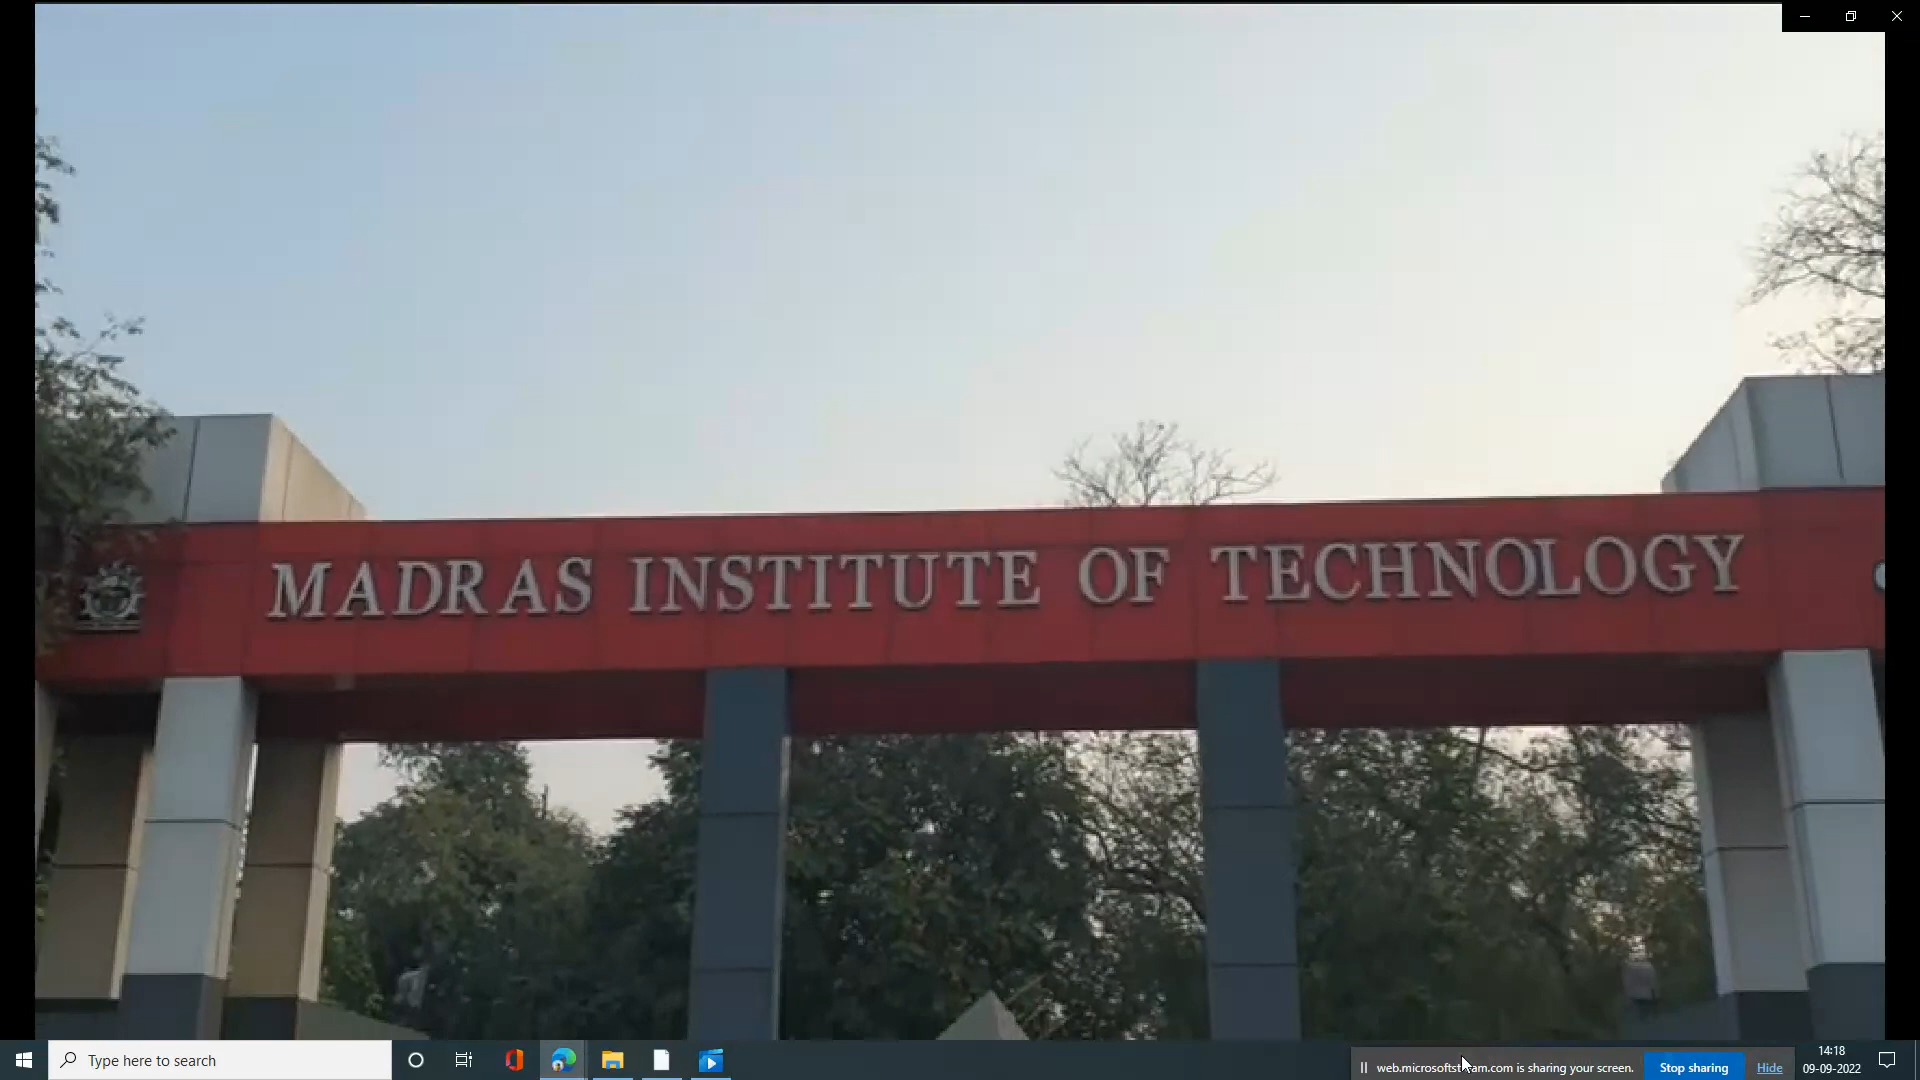 MADRAS INSTITUTE OF TECHNOLOGY
Type here to search
web.microsoftstream.com is sharing your screen.
Stop sharing
Hide
14:18
09-09-2022